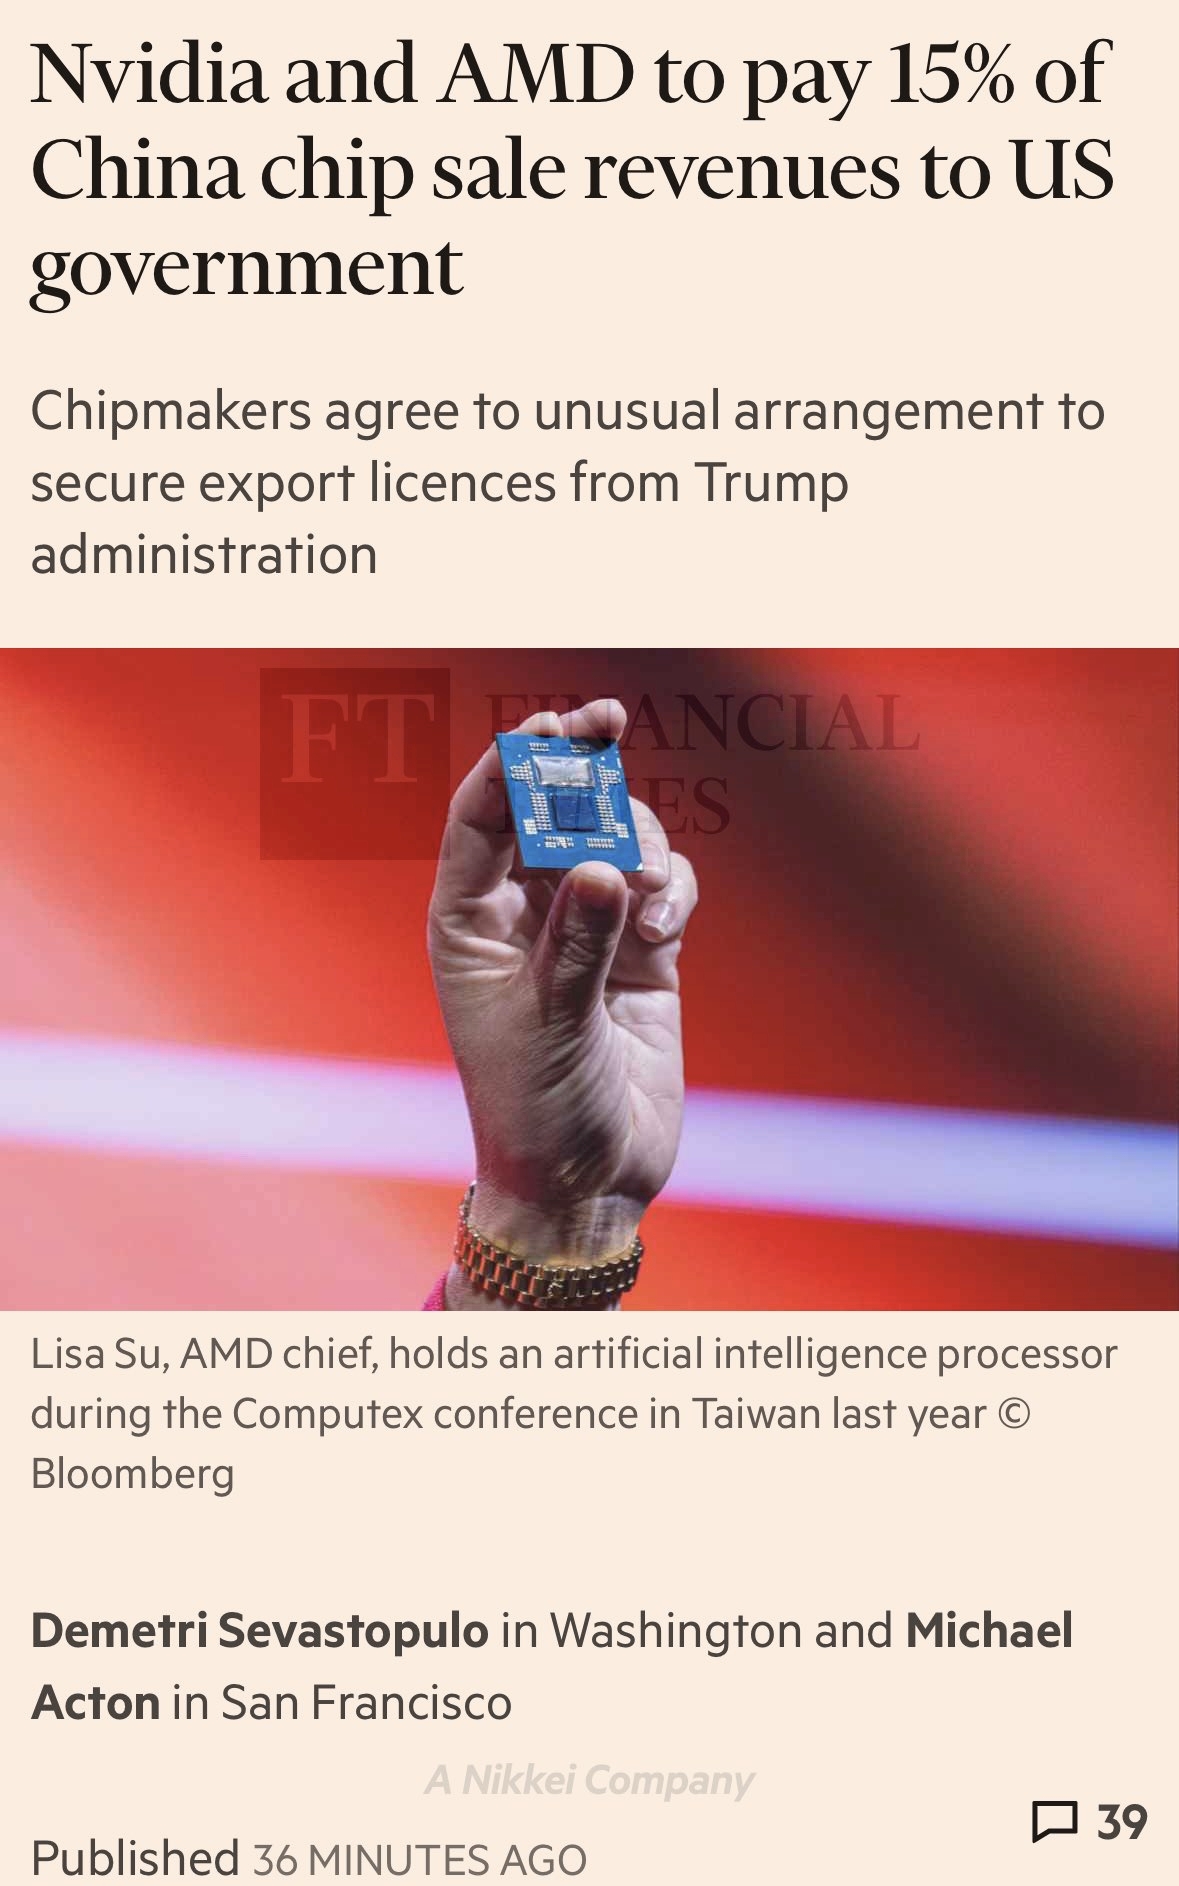 Nvidia and AMD to pay 15% of
China chip sale revenues to US
government
Chipmakers agree to unusual arrangement to
secure export licences from Trump
administration
FT FINANCIAL
TIMES
Lisa Su, AMD chief, holds an artificial intelligence processor
during the Computex conference in Taiwan last year ©
Bloomberg
Demetri Sevastopulo in Washington and Michael
Acton in San Francisco
A Nikkei Company
39
Published 36 MINUTES AGO